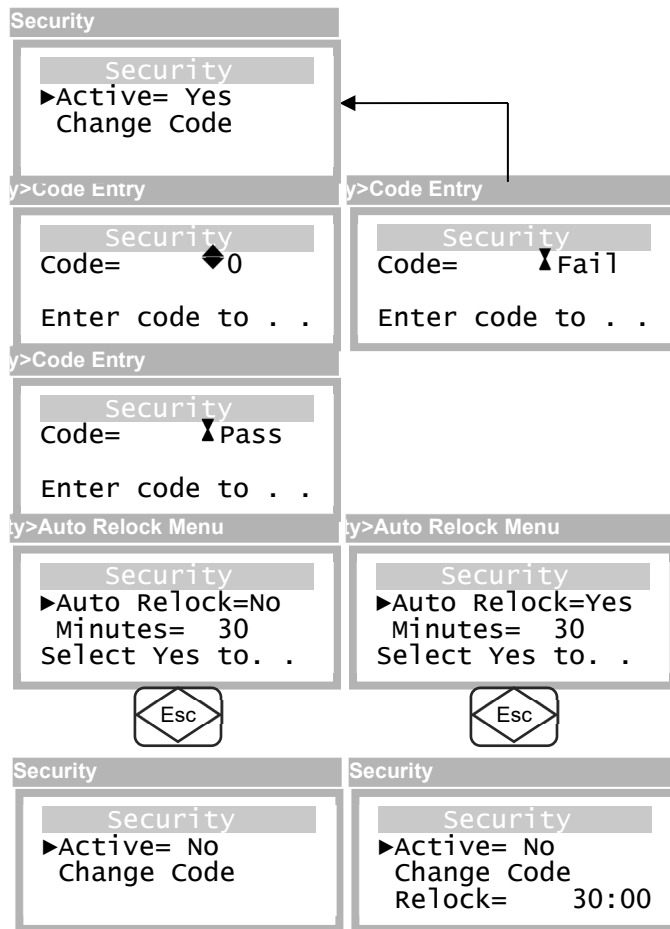 Security
Security
►Active= Yes
Change Code
y>Code Entry
Security
Code= 0
Enter code to . .
y>Code Entry
Security
Code= Fail
Enter code to . .
y>Code Entry
Security
Code= Pass
Enter code to . .
ty>Auto Relock Menu
Security
►Auto Relock=No
Minutes= 30
Select Yes to. .
Esc
ty>Auto Relock Menu
Security
►Auto Relock=Yes
Minutes= 30
Select Yes to. .
Esc
Security
Security
►Active= No
Change Code
Security
Security
►Active= No
Change Code
Relock= 30:00